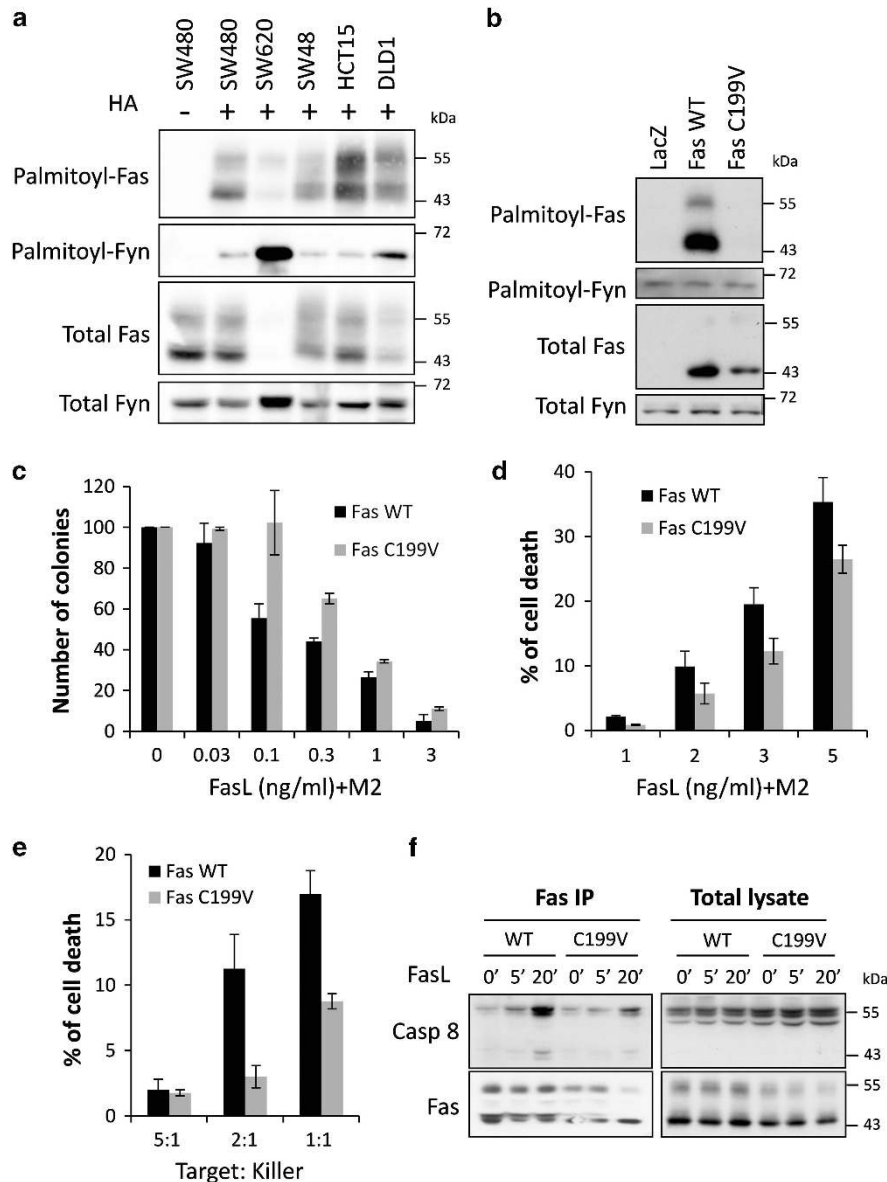 a
SW480
SW480
SW620
SW48
HCT15
DLD1
HA
- + + + + +
kDa
Palmitoyl-Fas
55
43
Palmitoyl-Fyn
72
Total Fas
55
43
Total Fyn
72
b
LacZ
Fas WT
Fas C199V
kDa
Palmitoyl-Fas
55
43
Palmitoyl-Fyn
72
Total Fas
55
43
Total Fyn
72
c
Number of colonies
120
100
80
60
40
20
0
Fas WT
Fas C199V
0 0.03 0.1 0.3 1 3
FasL (ng/ml)+M2
d
% of cell death
40
30
20
10
0
Fas WT
Fas C199V
1 2 3 5
FasL (ng/ml)+M2
e
% of cell death
20
15
10
5
0
Fas WT
Fas C199V
5:1 2:1 1:1
Target: Killer
f
Fas IP Total lysate
WT C199V WT C199V
FasL 0' 5' 20' 0' 5' 20' 0' 5' 20' 0' 5' 20' kDa
Casp 8
55
43
Fas
55
43